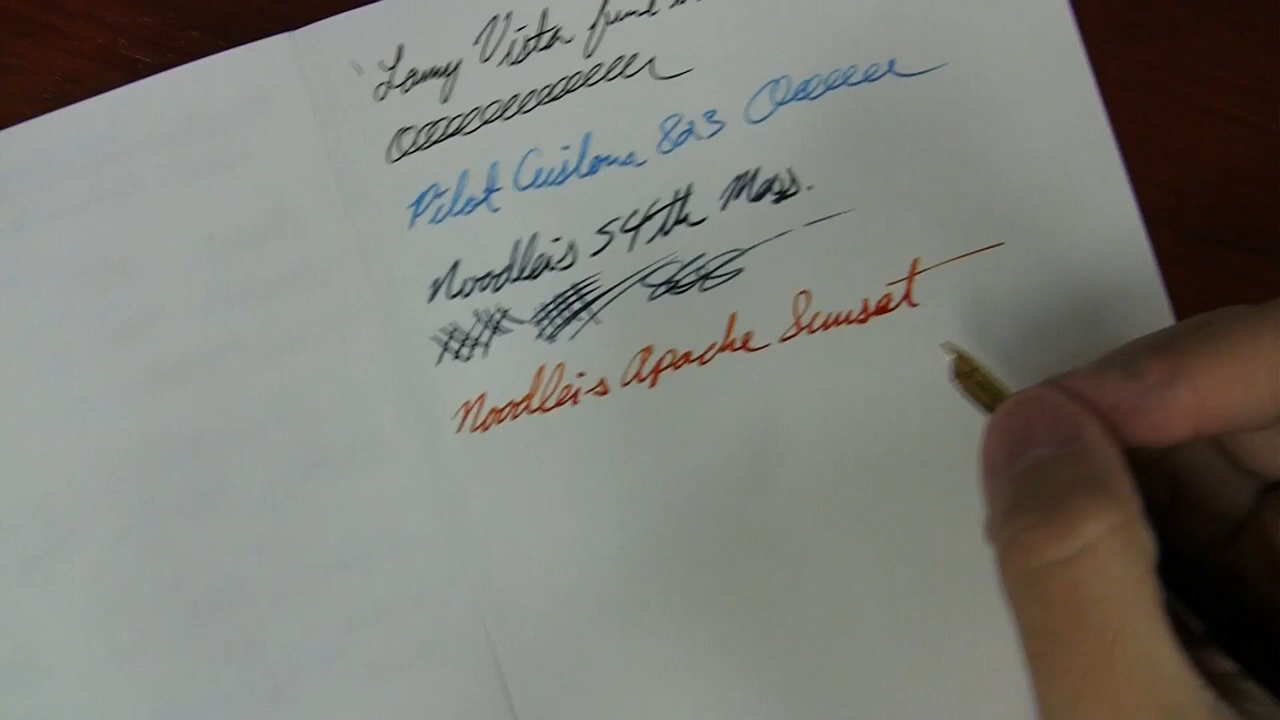 Lamy Vista
Pilot Custom 823
Noodler's 54th Mass.
Noodler's Apache Sunset